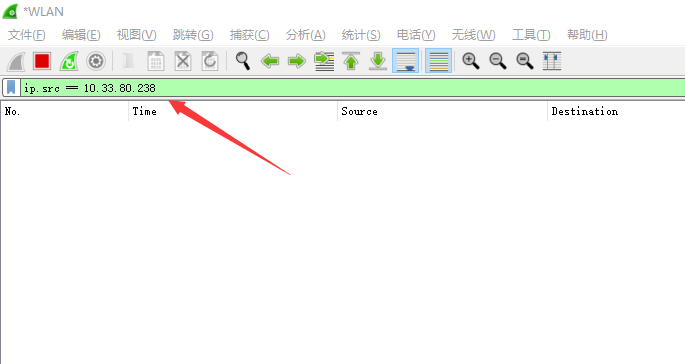 *WLAN
文件(F) 编辑(E) 视图(V) 跳转(G) 捕获(C) 分析(A) 统计(S) 电话(Y) 无线(W) 工具(T) 帮助(H)
ip.src == 10.33.80.238
No. Time Source Destination